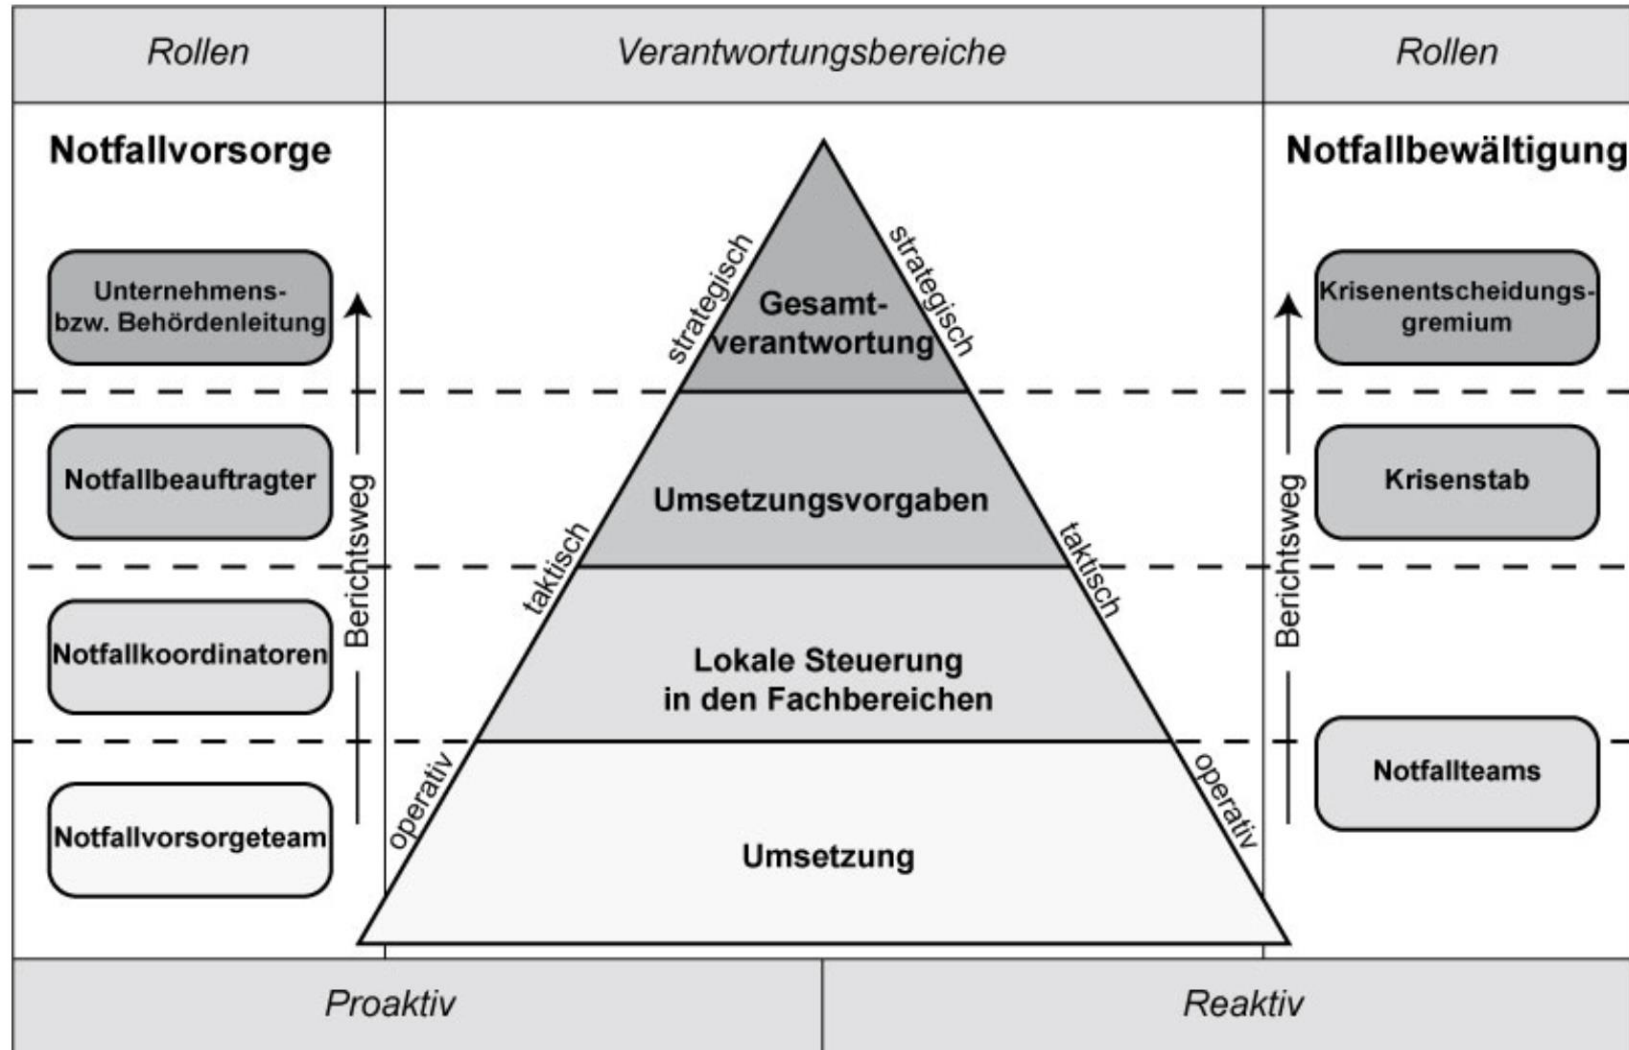 Rollen
Verantwortungsbereiche
Rollen
Notfallvorsorge
Notfallbewältigung
Unternehmens-
bzw. Behördenleitung
Notfallbeauftragter
Notfallkoordinatoren
Notfallvorsorgeteam
Berichtsweg
strategisch
taktisch
operativ
Gesamt-
verantwortung
Umsetzungsvorgaben
Lokale Steuerung
in den Fachbereichen
Umsetzung
strategisch
taktisch
operativ
Berichtsweg
Krisenentscheidungs-
gremium
Krisenstab
Notfallteams
Proaktiv
Reaktiv